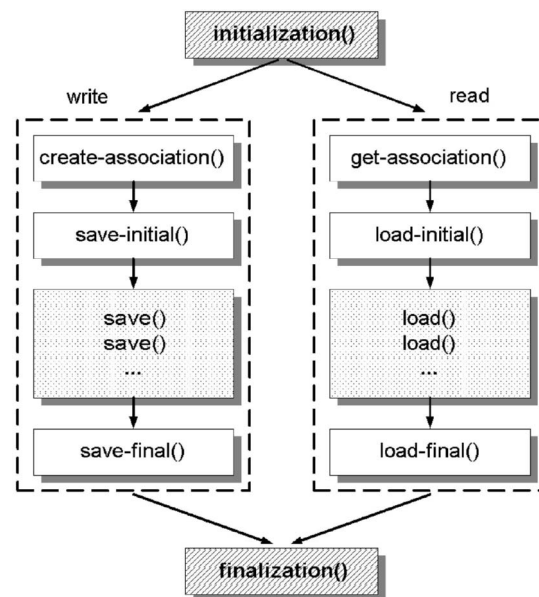 initialization()
write
read
create-association()
get-association()
save-initial()
load-initial()
save()
save()
...
load()
load()
...
save-final()
load-final()
finalization()